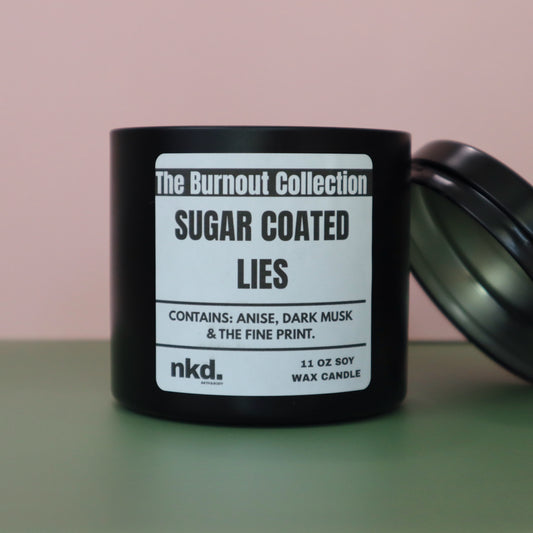 The Burnout Collection
SUGAR COATED
LIES
CONTAINS: ANISE, DARK MUSK
& THE FINE PRINT.
nkd.
11 OZ SOY
WAX CANDLE